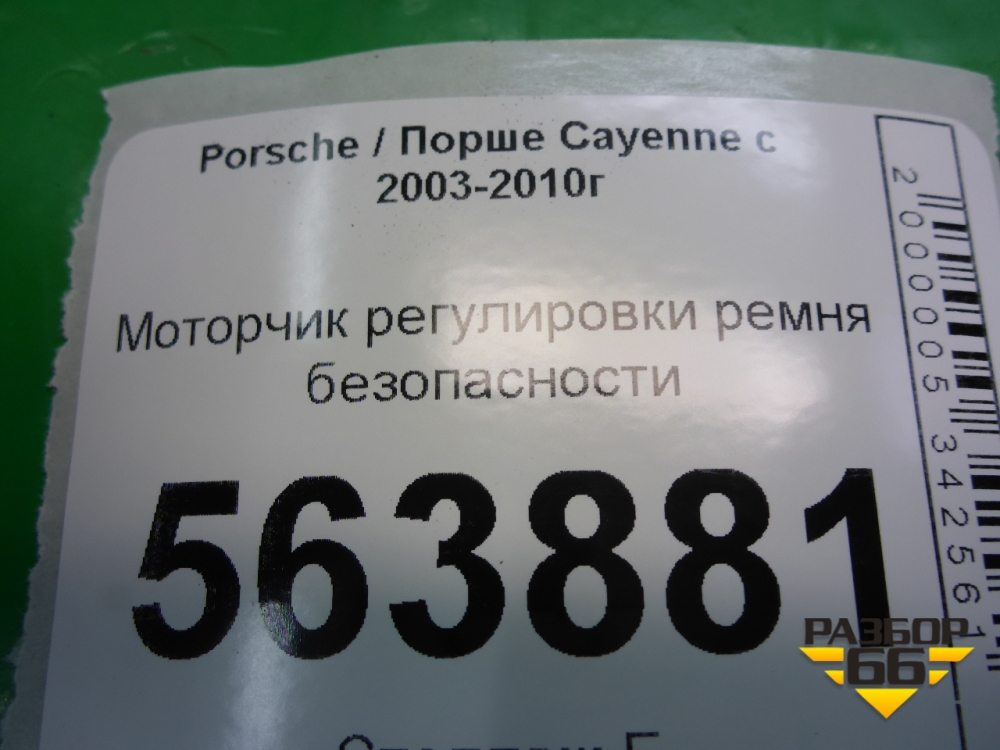 Porsche / Порше Cayenne с
2003-2010г
Моторчик регулировки ремня
безопасности
563881
2000005342561
РАЗБОР
66